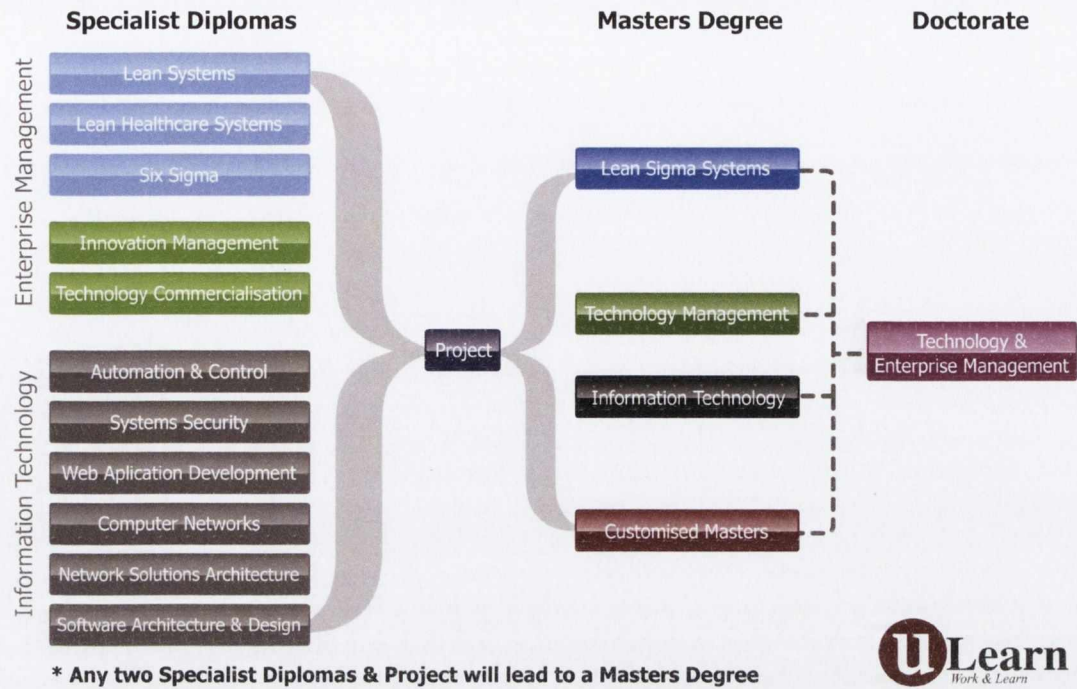 Specialist Diplomas
Masters Degree
Doctorate
Enterprise Management
Lean Systems
Lean Healthcare Systems
Six Sigma
Innovation Management
Technology Commercialisation
Information Technology
Automation & Control
Systems Security
Web Aplication Development
Computer Networks
Network Solutions Architecture
Software Architecture & Design
Project
Lean Sigma Systems
Technology Management
Information Technology
Customised Masters
Technology &
Enterprise Management
* Any two Specialist Diplomas & Project will lead to a Masters Degree
uLearn
Work & Learn